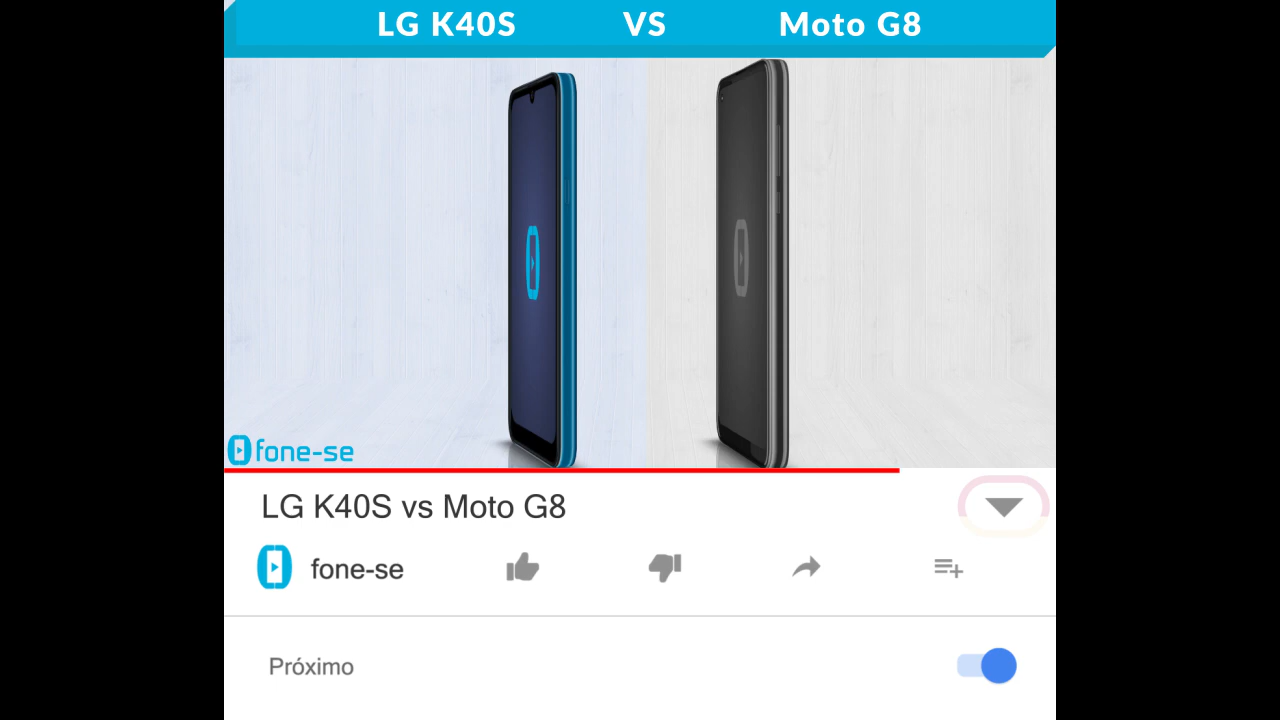 LG K40S VS Moto G8
fone-se
LG K40S vs Moto G8
fone-se
Próximo